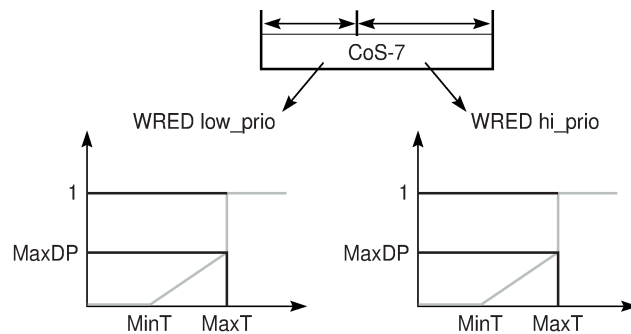 CoS-7
WRED low_prio
WRED hi_prio
1
MaxDP
MinT
MaxT
1
MaxDP
MinT
MaxT